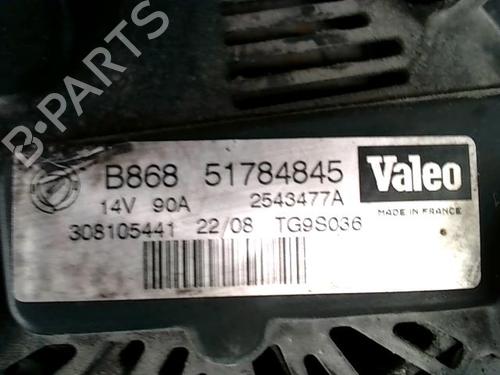 B-PARTS
B868 51784845
14V 90A 2543477A
308105441 22/08 TG9S036
Valeo
MADE IN FRANCE